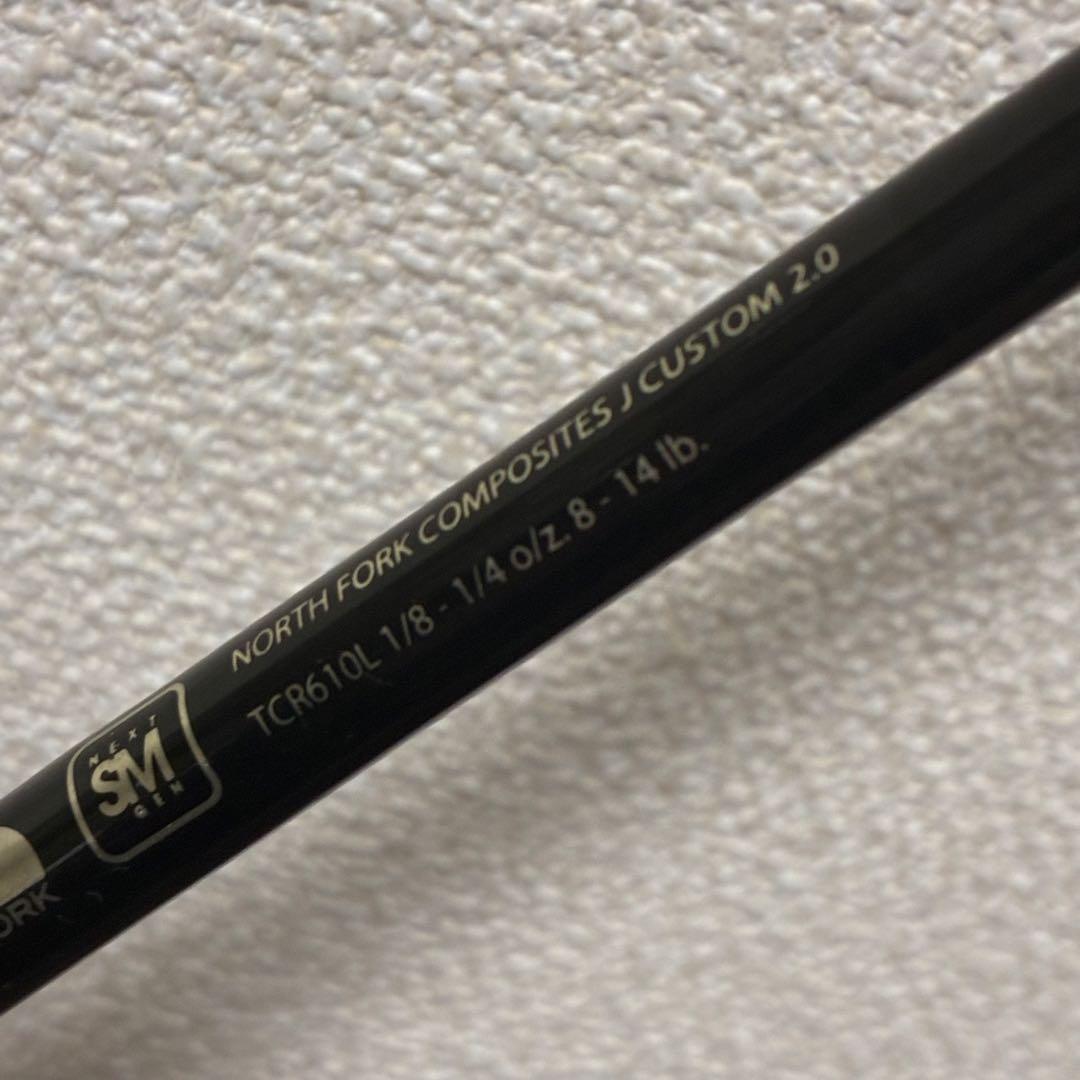 NORTH FORK COMPOSITES J CUSTOM 2.0
TCR610L 1/8 - 1/4 o/z. 8 - 14 lb.
NEXT
SM
GEN
ORK